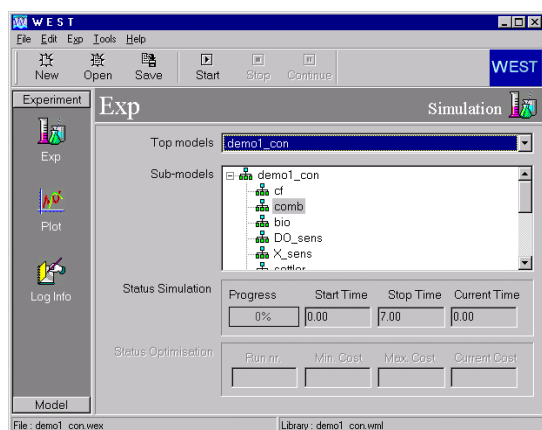 W E S T
File Edit Exp Tools Help
New Open Save Start Stop Continue
WEST
Experiment
Exp
Simulation
Exp
Plot
Log Info
Model
Top models demo1_con
Sub-models demo1_con
cf
comb
bio
DO_sens
X_sens
settler
Status Simulation
Progress Start Time Stop Time Current Time
0% 0.00 7.00 0.00
Status Optimisation
Run nr. Min. Cost Max. Cost Current Cost
File : demo1_con.wex Library : demo1_con.wml